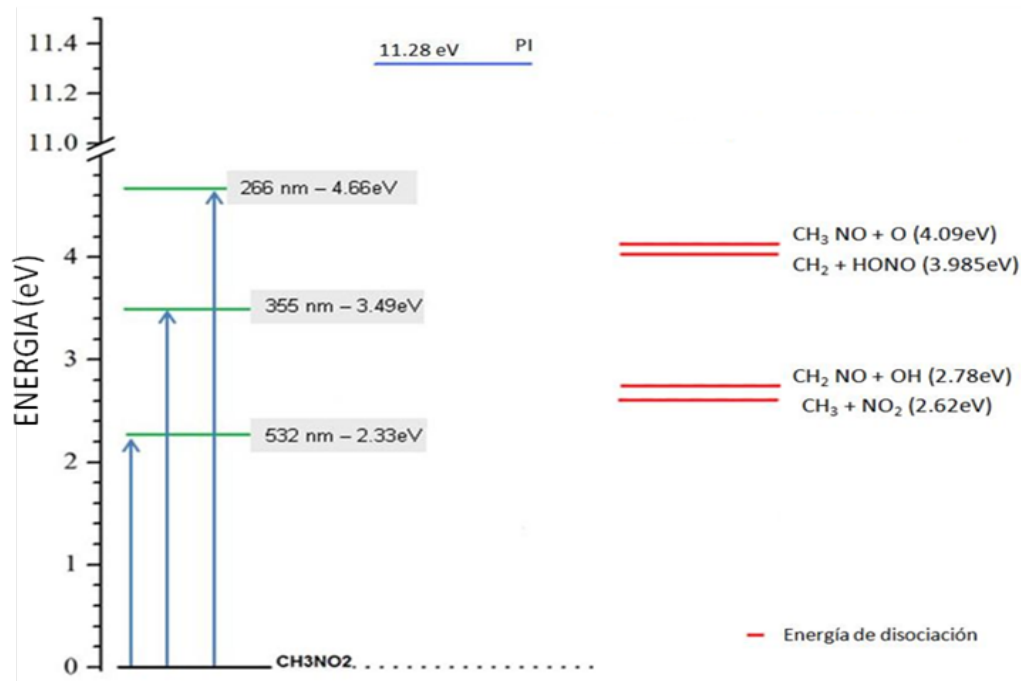 11.4
11.2
11.0
4
3
2
1
0
ENERGIA (eV)
11.28 eV PI
266 nm – 4.66eV
355 nm – 3.49eV
532 nm – 2.33eV
CH3NO2
CH₃ NO + O (4.09eV)
CH₂ + HONO (3.985eV)
CH₂ NO + OH (2.78eV)
CH₃ + NO₂ (2.62eV)
Energía de disociación